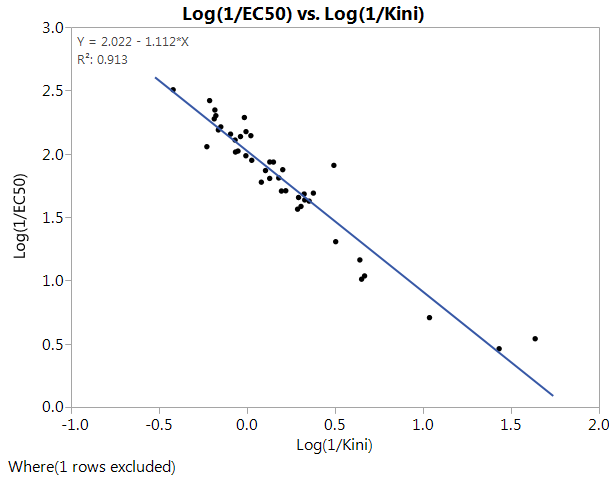 Log(1/EC50) vs. Log(1/Kini)
Y = 2.022 - 1.112*X
R²: 0.913
3.0
2.5
2.0
1.5
1.0
0.5
0.0
Log(1/EC50)
-1.0 -0.5 0.0 0.5 1.0 1.5 2.0
Log(1/Kini)
Where(1 rows excluded)